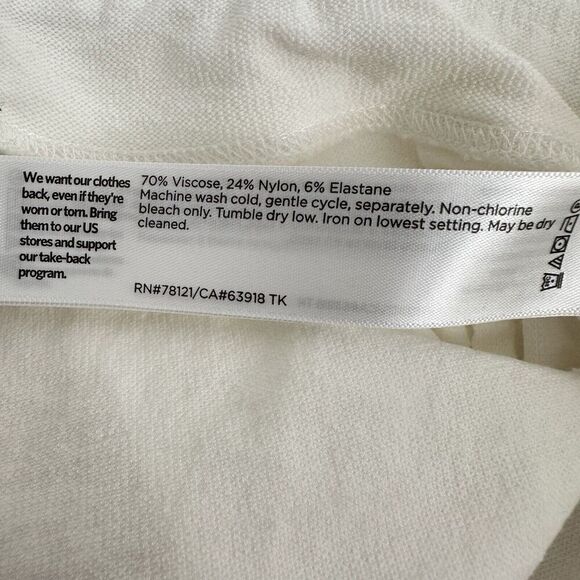 We want our clothes
back, even if they're
worn or torn. Bring
them to our US
stores and support
our take-back
program.
70% Viscose, 24% Nylon, 6% Elastane
Machine wash cold, gentle cycle, separately. Non-chlorine
bleach only. Tumble dry low. Iron on lowest setting. May be dry
cleaned.
RN#78121/CA#63918 TK